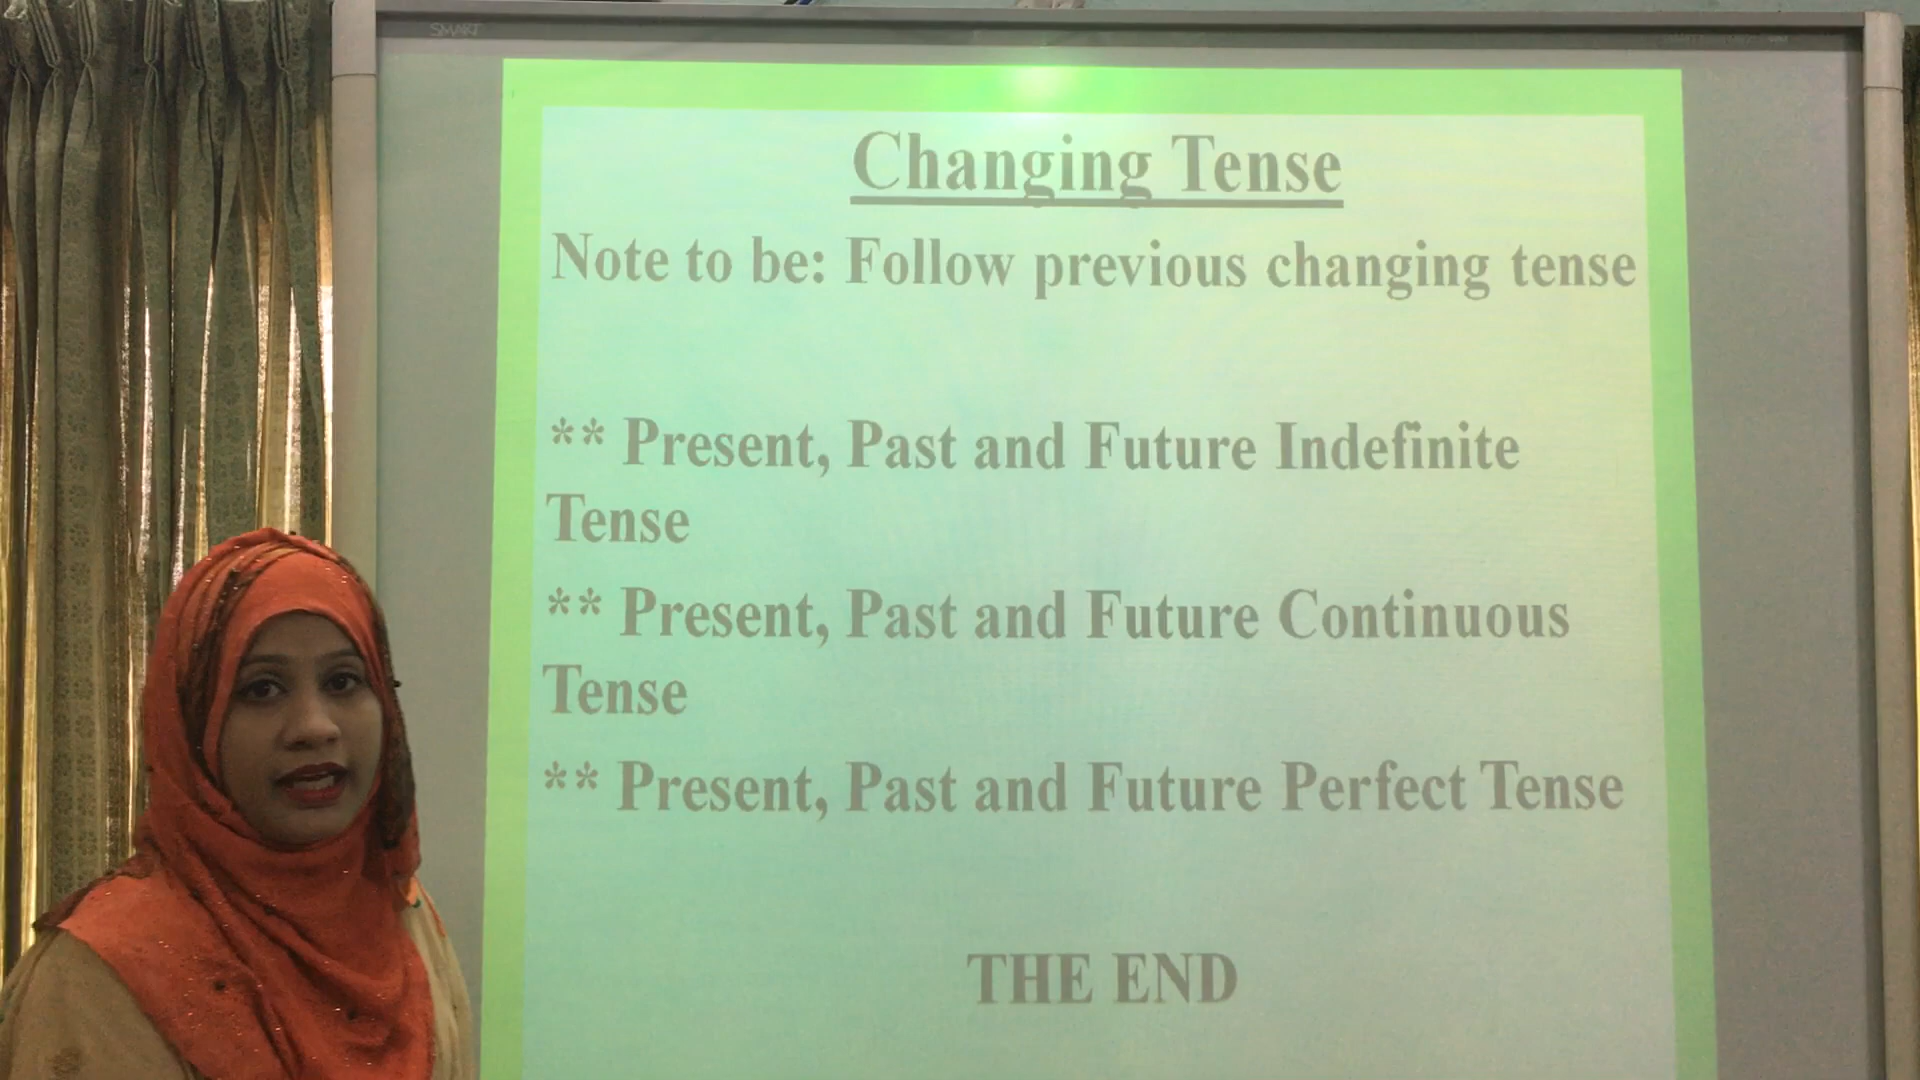 SMART
Changing Tense
Note to be: Follow previous changing tense
** Present, Past and Future Indefinite
Tense
** Present, Past and Future Continuous
Tense
** Present, Past and Future Perfect Tense
THE END